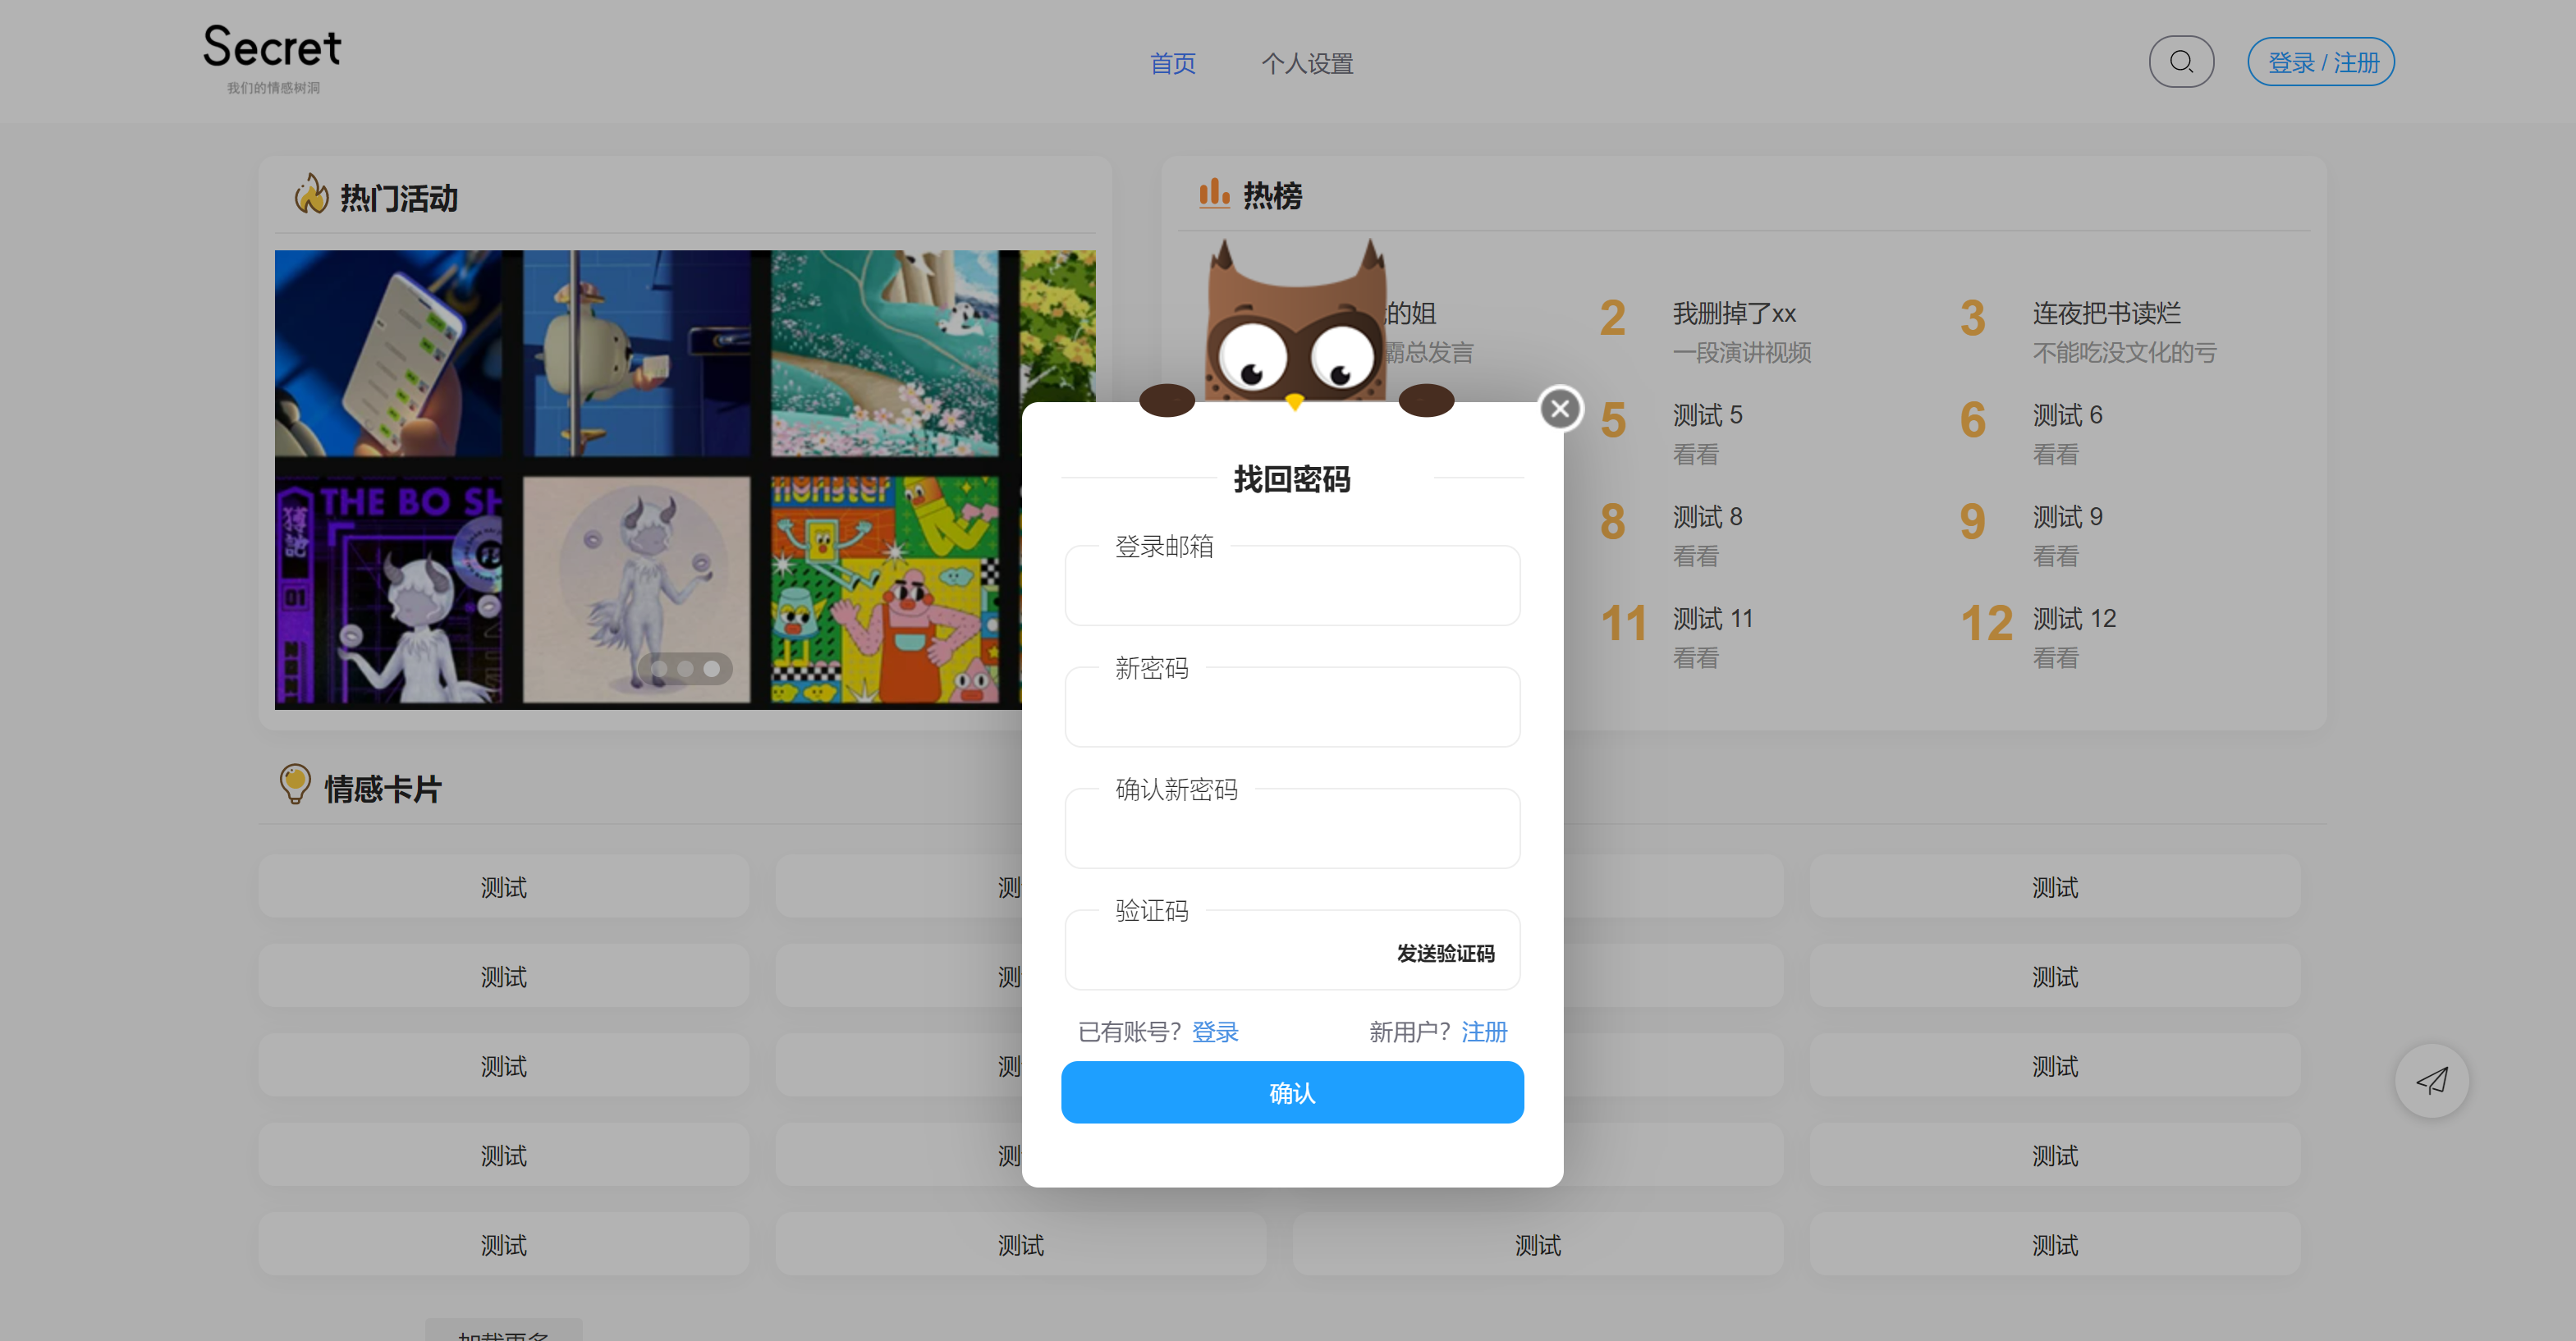 Secret
我们的情感树洞
首页
个人设置
登录 / 注册
热门活动
THE BO SH
01
monster
热榜
的姐
霸总发言
2
我删掉了xx
一段演讲视频
3
连夜把书读烂
不能吃没文化的亏
5
测试 5
看看
6
测试 6
看看
8
测试 8
看看
9
测试 9
看看
11
测试 11
看看
12
测试 12
看看
找回密码
登录邮箱
新密码
确认新密码
验证码
发送验证码
已有账号？登录
新用户？注册
确认
情感卡片
测试
测
测试
测试
测
测试
测试
测
测试
测试
测
测试
测试
测试
测试
测试
加载更多